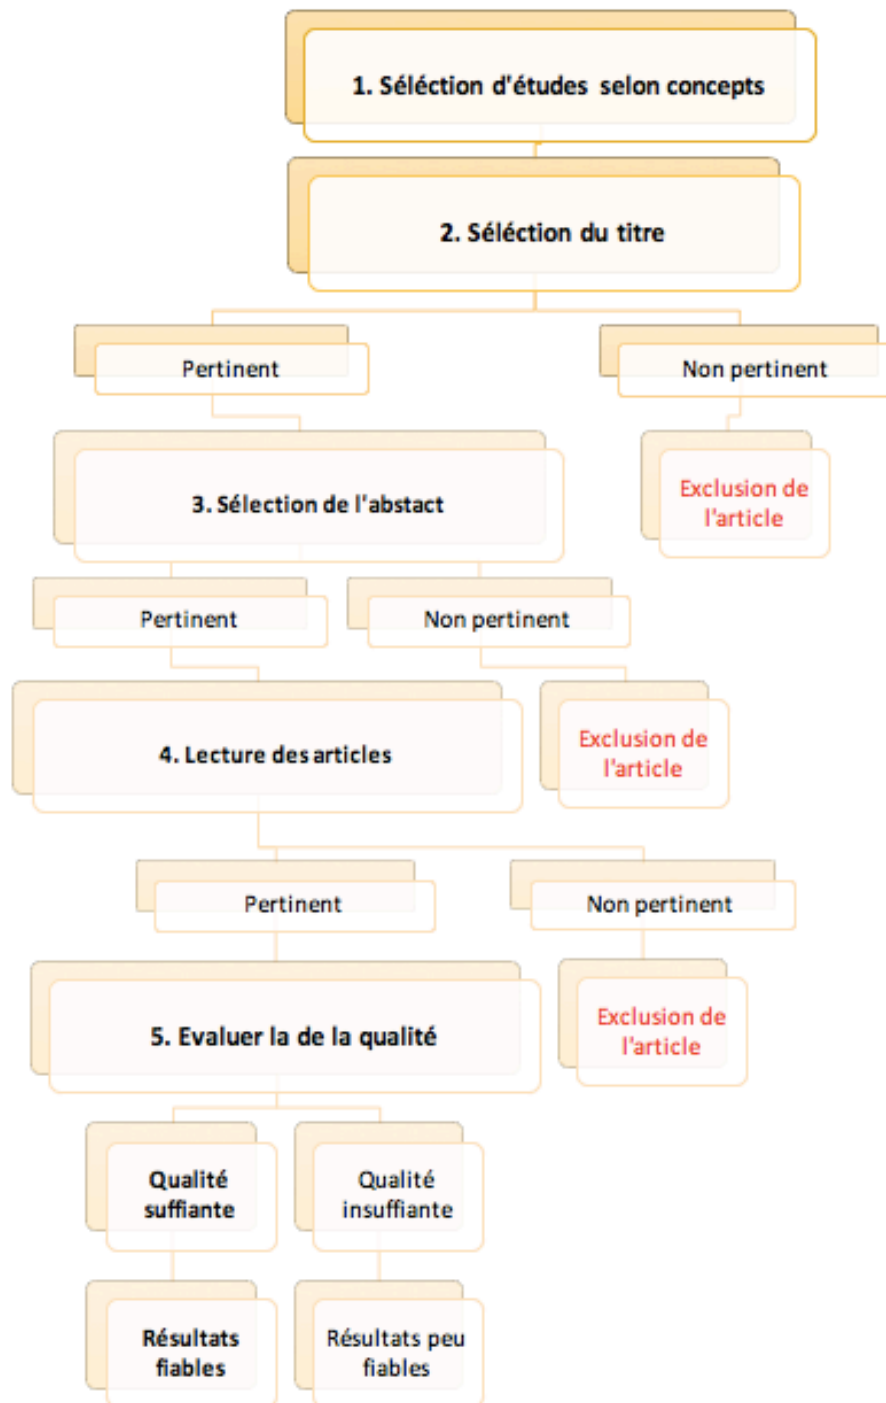 1. Séléction d'études selon concepts
2. Séléction du titre
Pertinent
Non pertinent
Exclusion de
l'article
3. Sélection de l'abstact
Pertinent
Non pertinent
Exclusion de
l'article
4. Lecture des articles
Pertinent
Non pertinent
Exclusion de
l'article
5. Evaluer la de la qualité
Qualité
suffiante
Qualité
insuffiante
Résultats
fiables
Résultats peu
fiables